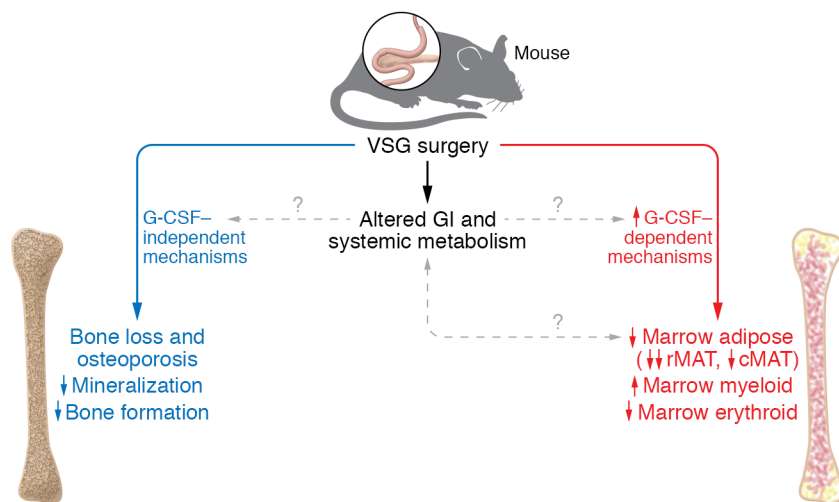 Mouse
VSG surgery
G-CSF–
independent
mechanisms
?
Altered GI and
systemic metabolism
?
↑ G-CSF–
dependent
mechanisms
?
Bone loss and
osteoporosis
↓ Mineralization
↓ Bone formation
↓ Marrow adipose
(↓↓ rMAT, ↓ cMAT)
↑ Marrow myeloid
↓ Marrow erythroid